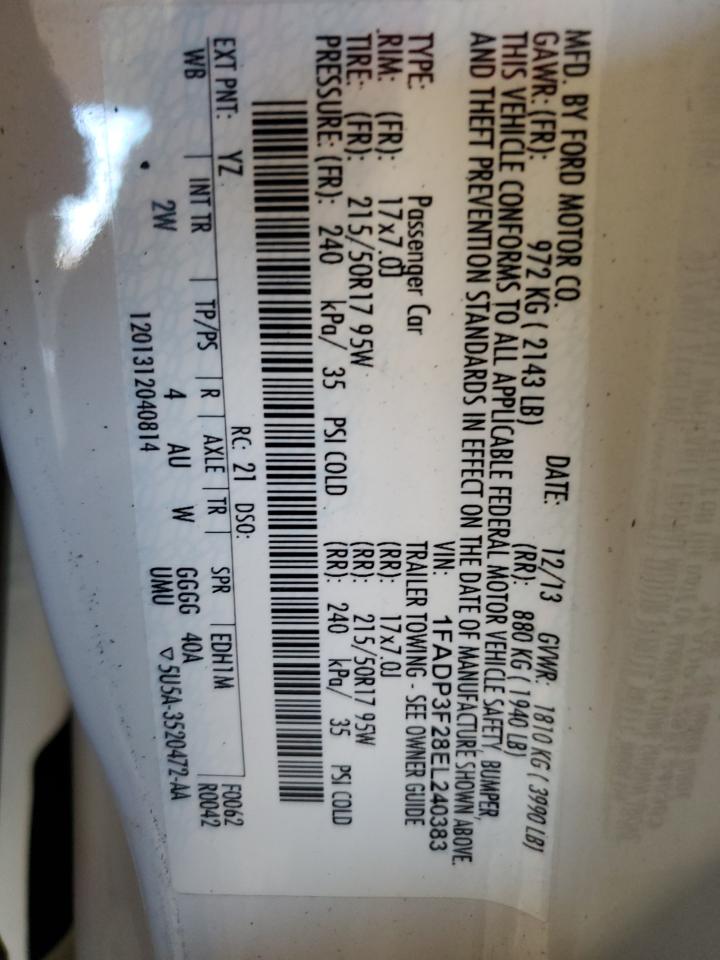 MFD. BY FORD MOTOR CO.
DATE: 12/13 GVWR: 1810 KG ( 3990 LB)
GAWR: (FR): 972 KG ( 2143 LB) (RR): 880 KG ( 1940 LB)
THIS VEHICLE CONFORMS TO ALL APPLICABLE FEDERAL MOTOR VEHICLE SAFETY, BUMPER,
AND THEFT PREVENTION STANDARDS IN EFFECT ON THE DATE OF MANUFACTURE SHOWN ABOVE.
VIN: 1FADP3F28EL240383
TYPE: Passenger Car TRAILER TOWING - SEE OWNER GUIDE
RIM: (FR): 17x7.0J (RR): 17x7.0J
TIRE: (FR): 215/50R17 95W (RR): 215/50R17 95W
PRESSURE: (FR): 240 kPa/ 35 PSI COLD (RR): 240 kPa/ 35 PSI COLD
EXT PNT: YZ RC: 21 DSO: F0062
WB INT TR TP/PS R AXLE TR SPR EDH1M R0042
2W 4 AU W GGGG 40A
UMU ▽5U5A-3520472-AA
1201312040814